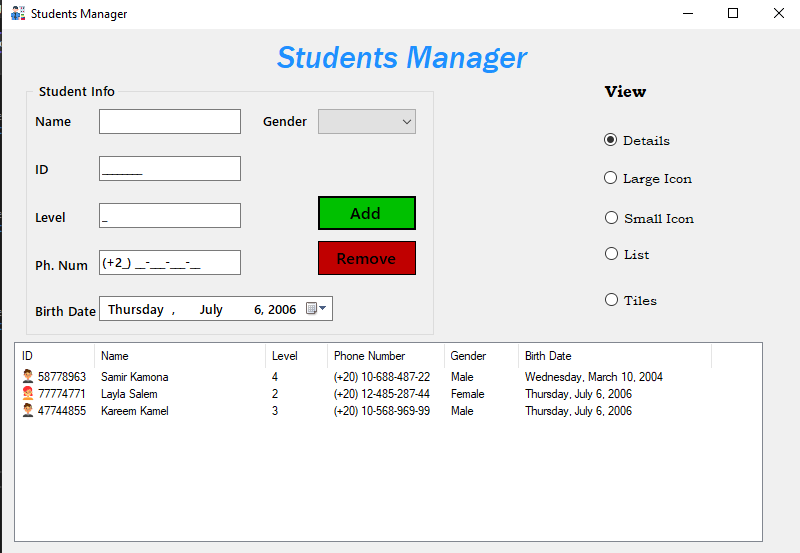 Students Manager
Students Manager
Student Info
View
Name
Gender
Details
ID ________
Large Icon
Level _
Add
Small Icon
Ph. Num (+2_) __-___-___-__
Remove
List
Birth Date Thursday , July 6, 2006
Tiles
ID Name Level Phone Number Gender Birth Date
58778963 Samir Kamona 4 (+20) 10-688-487-22 Male Wednesday, March 10, 2004
77774771 Layla Salem 2 (+20) 12-485-287-44 Female Thursday, July 6, 2006
47744855 Kareem Kamel 3 (+20) 10-568-969-99 Male Thursday, July 6, 2006